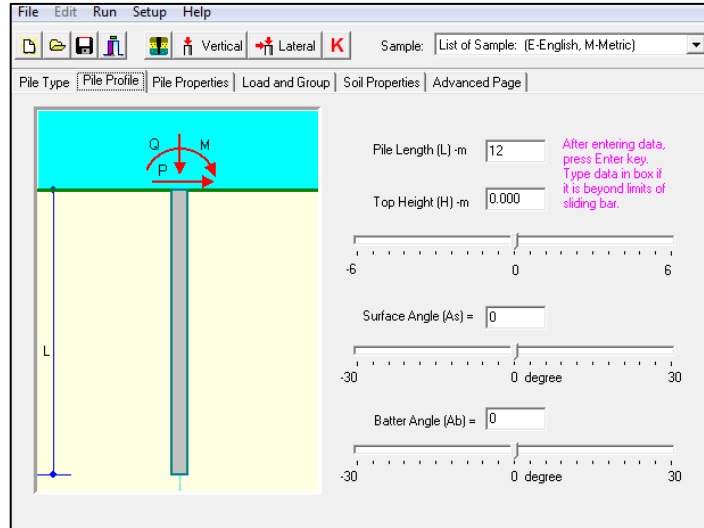 File Edit Run Setup Help
Vertical Lateral K Sample: List of Sample: (E-English, M-Metric)
Pile Type Pile Profile Pile Properties Load and Group Soil Properties Advanced Page
Q M
P
L
Pile Length (L) -m 12
After entering data,
press Enter key.
Type data in box if
it is beyond limits of
sliding bar.
Top Height (H) -m 0.000
-6 0 6
Surface Angle (As) = 0
-30 0 degree 30
Batter Angle (Ab) = 0
-30 0 degree 30